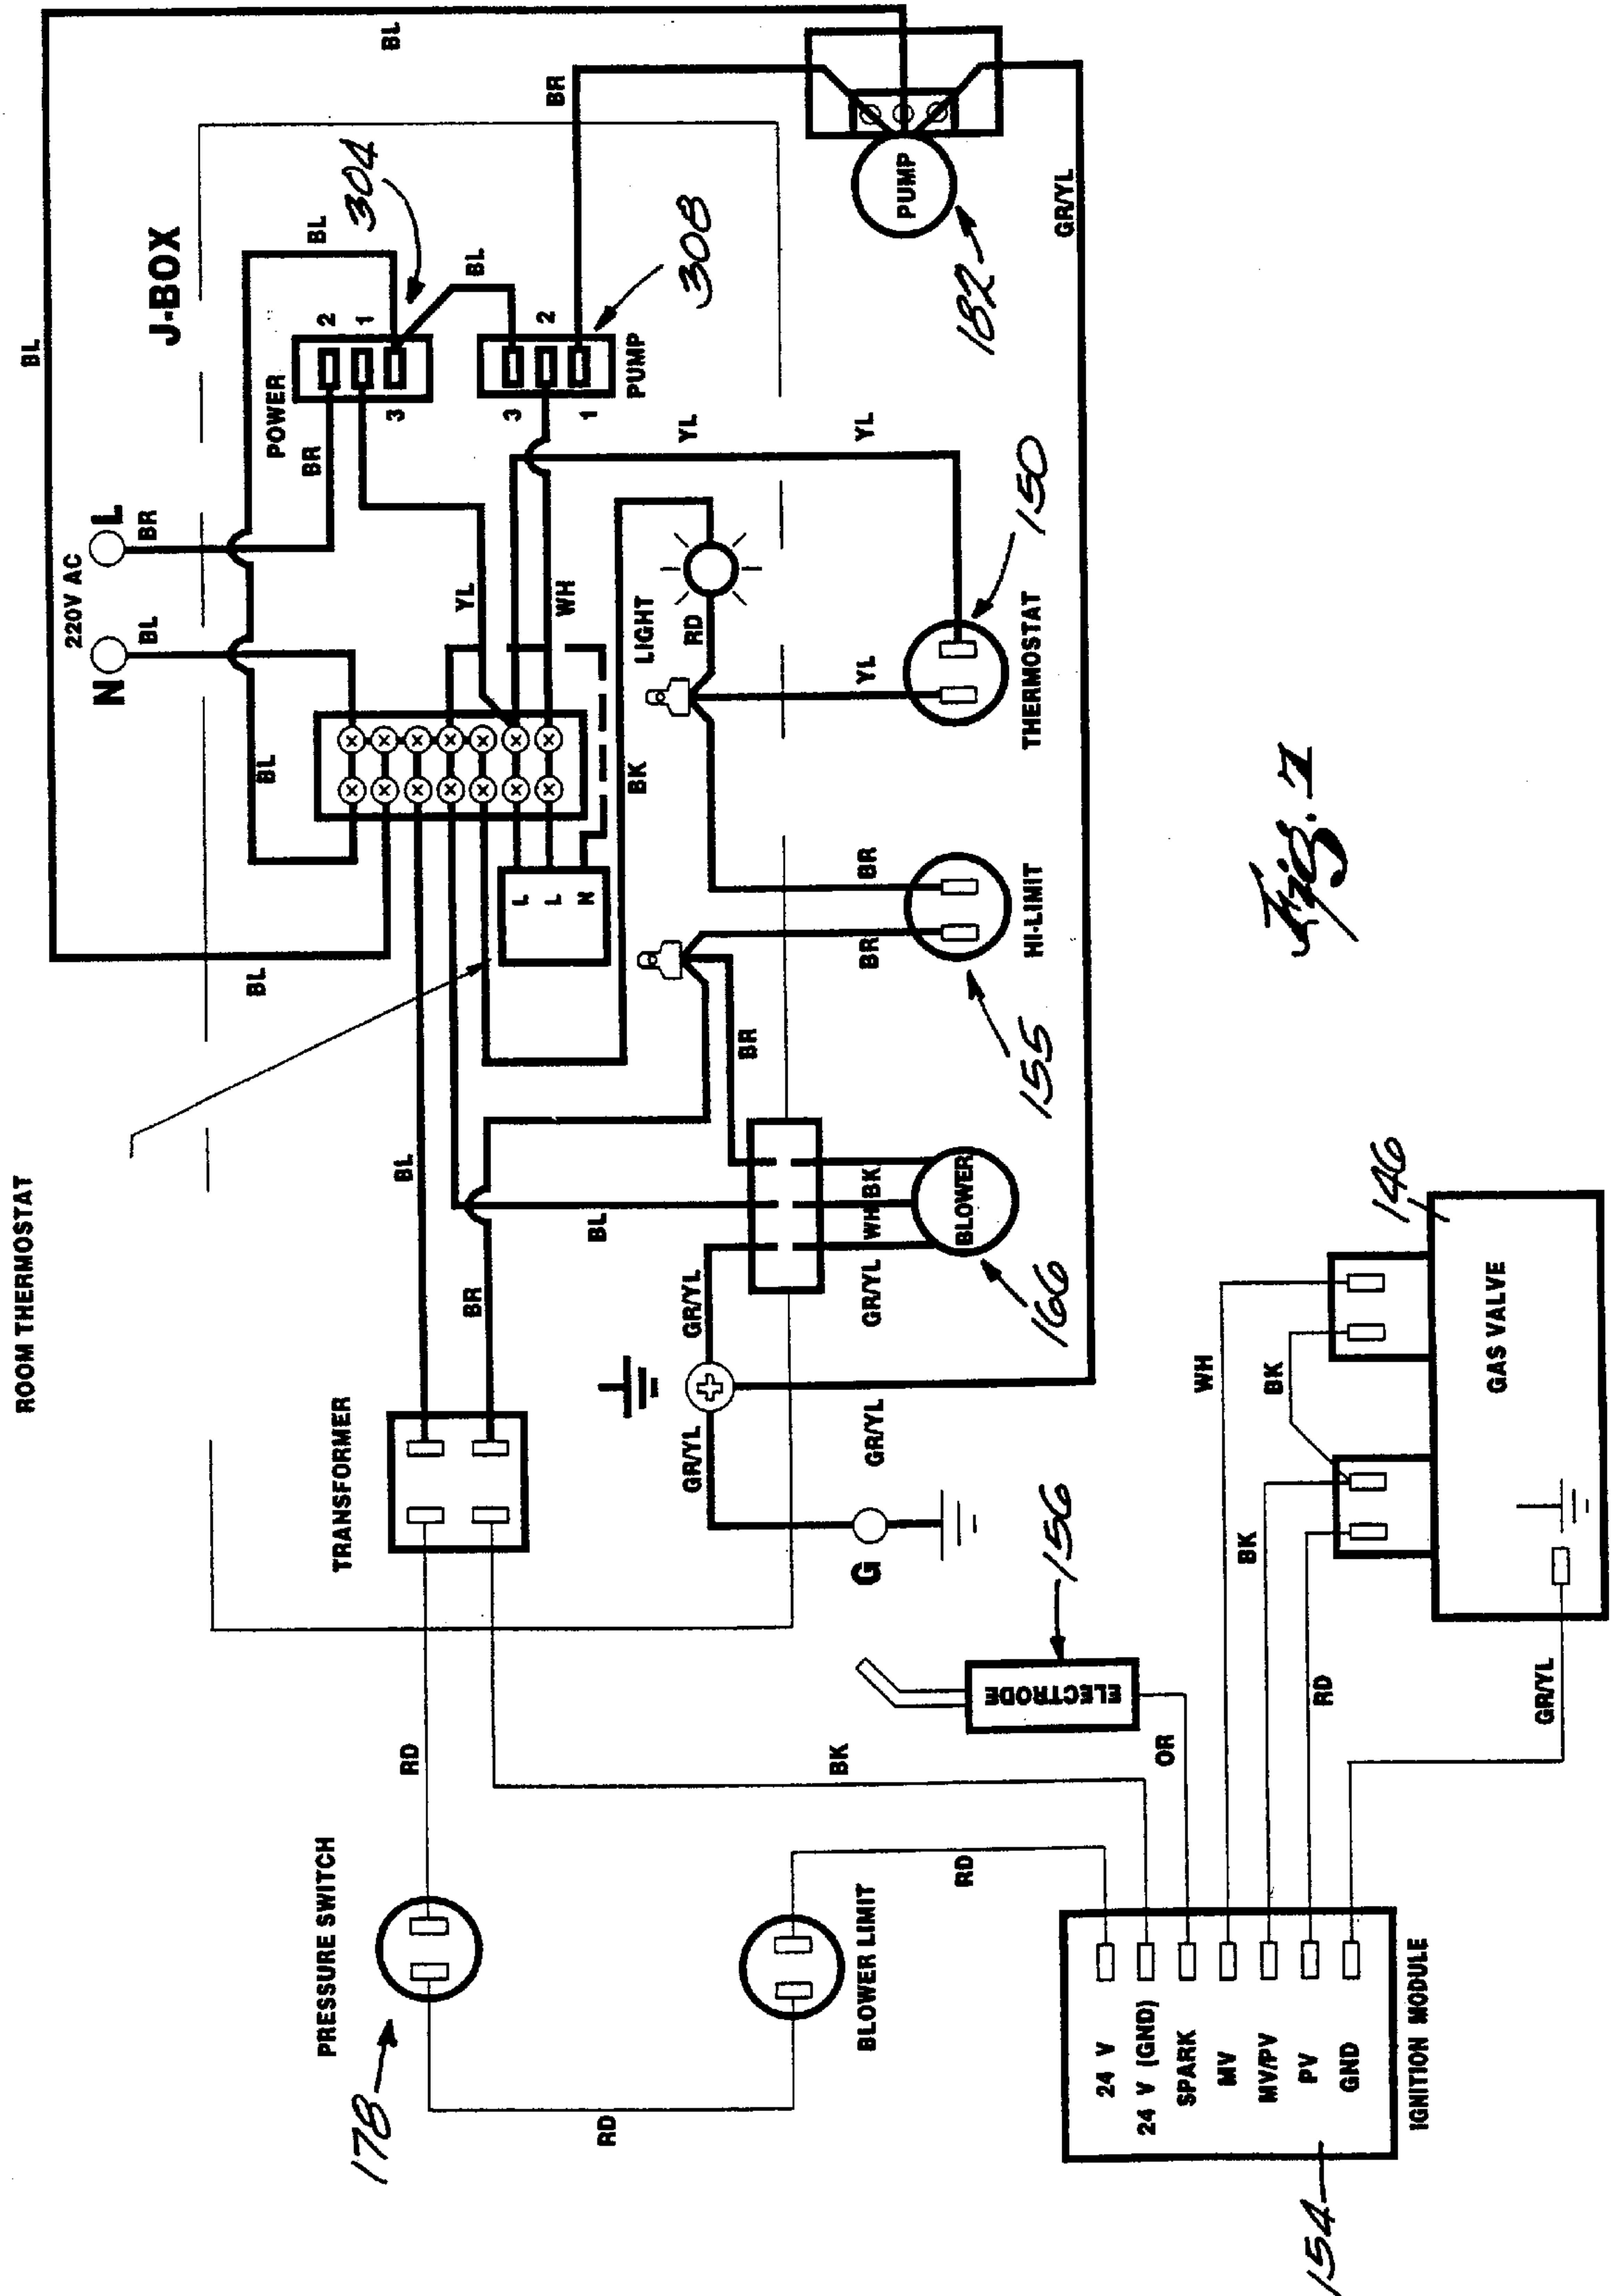 ROOM THERMOSTAT
J-BOX
220V AC
N
L
BL
BR
BL
BL
POWER
BR
2
1
3
BL
304
BL
3
2
1
PUMP
308
BR
BL
PUMP
182
GR/YL
YL
WH
YL
YL
BL
BL
L
L
N
BK
LIGHT
RD
YL
THERMOSTAT
150
BR
BR
HI-LIMIT
155
BR
BL
BL
BR
TRANSFORMER
GR/YL
GR/YL
GR/YL
GR/YL
WH
BK
BLOWER
166
G
RD
BK
PRESSURE SWITCH
178
RD
BLOWER LIMIT
RD
ELECTRODE
156
OR
WH
BK
BK
RD
GR/YL
GAS VALVE
146
24 V
24 V (GND)
SPARK
MV
MV/PV
PV
GND
IGNITION MODULE
154
Fig. 7